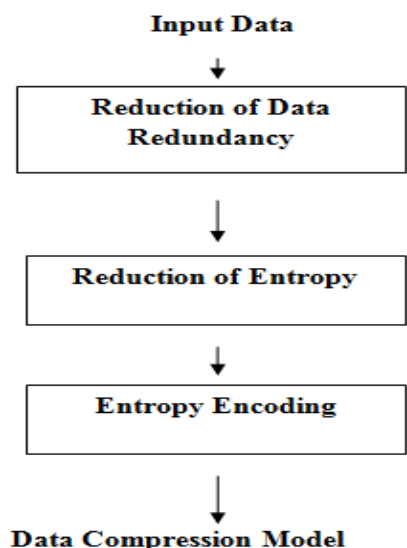 Input Data
Reduction of Data
Redundancy
Reduction of Entropy
Entropy Encoding
Data Compression Model